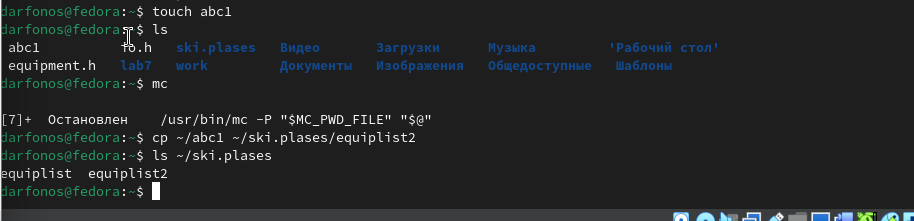 darfonos@fedora:~$ touch abc1
darfonos@fedora:~$ ls
abc1 io.h ski.plases Видео Загрузки Музыка 'Рабочий стол'
equipment.h lab7 work Документы Изображения Общедоступные Шаблоны
darfonos@fedora:~$ mc
[7]+ Остановлен /usr/bin/mc -P "$MC_PWD_FILE" "$@"
darfonos@fedora:~$ cp ~/abc1 ~/ski.plases/equiplist2
darfonos@fedora:~$ ls ~/ski.plases
equiplist equiplist2
darfonos@fedora:~$